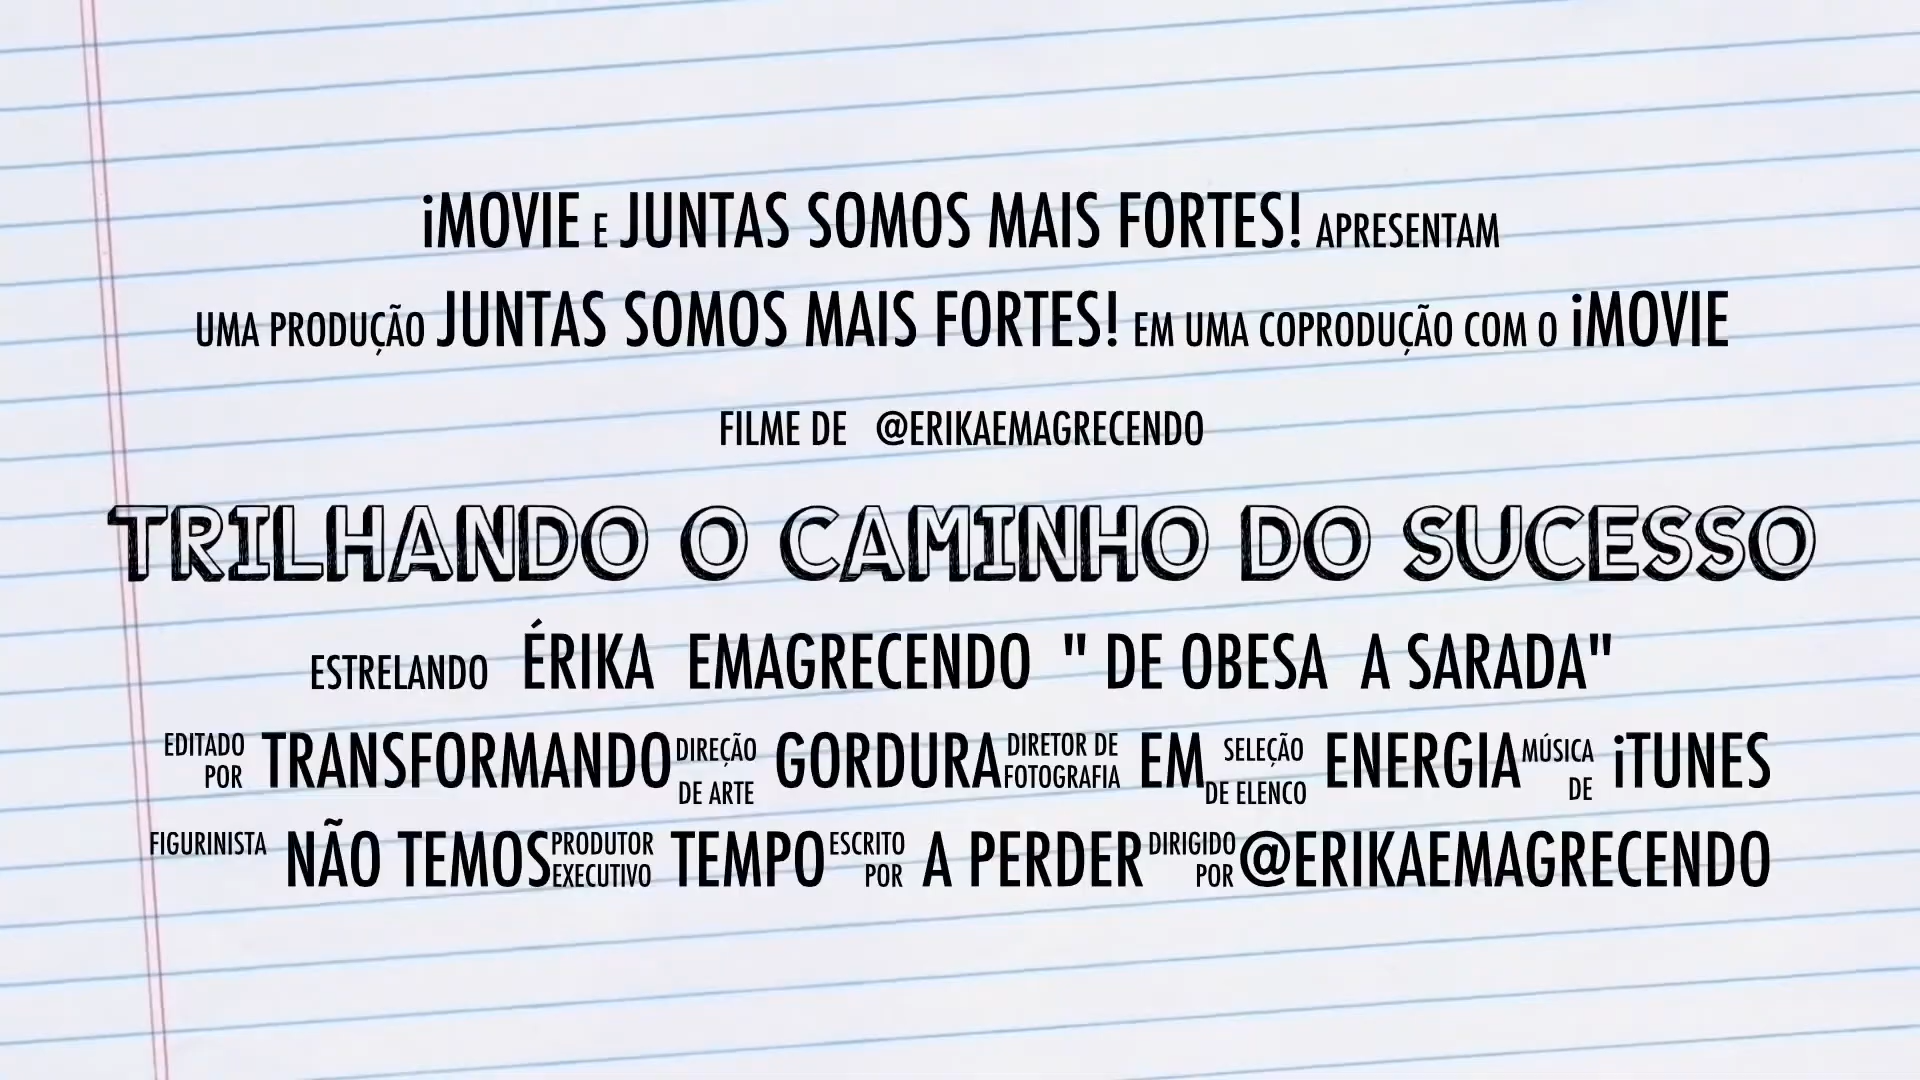 iMOVIE E JUNTAS SOMOS MAIS FORTES! APRESENTAM
UMA PRODUÇÃO JUNTAS SOMOS MAIS FORTES! EM UMA COPRODUÇÃO COM O iMOVIE
FILME DE @ERIKAEMAGRECENDO
TRILHANDO O CAMINHO DO SUCESSO
ESTRELANDO ÉRIKA EMAGRECENDO " DE OBESA A SARADA"
EDITADO POR TRANSFORMANDO DIREÇÃO DE ARTE GORDURA DIRETOR DE FOTOGRAFIA EM SELEÇÃO DE ELENCO ENERGIA MÚSICA DE iTUNES
FIGURINISTA NÃO TEMOS PRODUTOR EXECUTIVO TEMPO ESCRITO POR A PERDER DIRIGIDO POR @ERIKAEMAGRECENDO